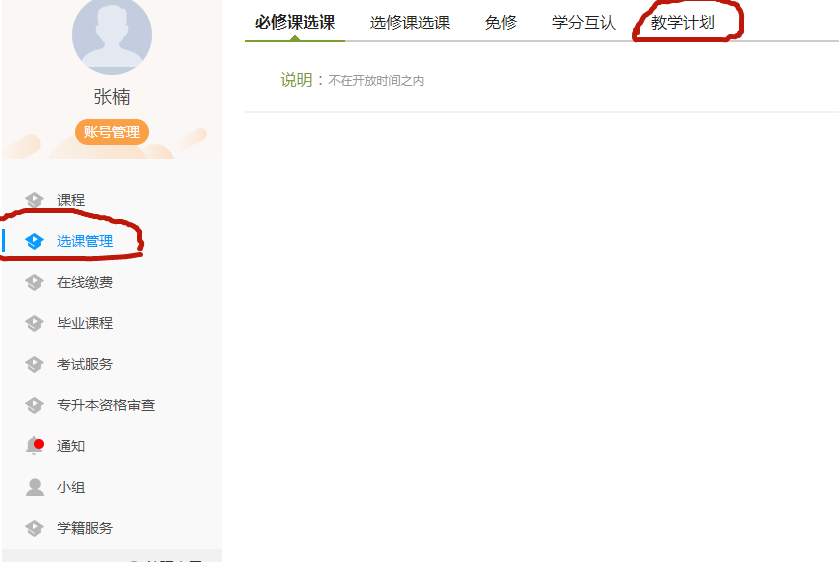 必修课选课 选修课选课 免修 学分互认 教学计划
说明：不在开放时间之内
张楠
账号管理
课程
选课管理
在线缴费
毕业课程
考试服务
专升本资格审查
通知
小组
学籍服务